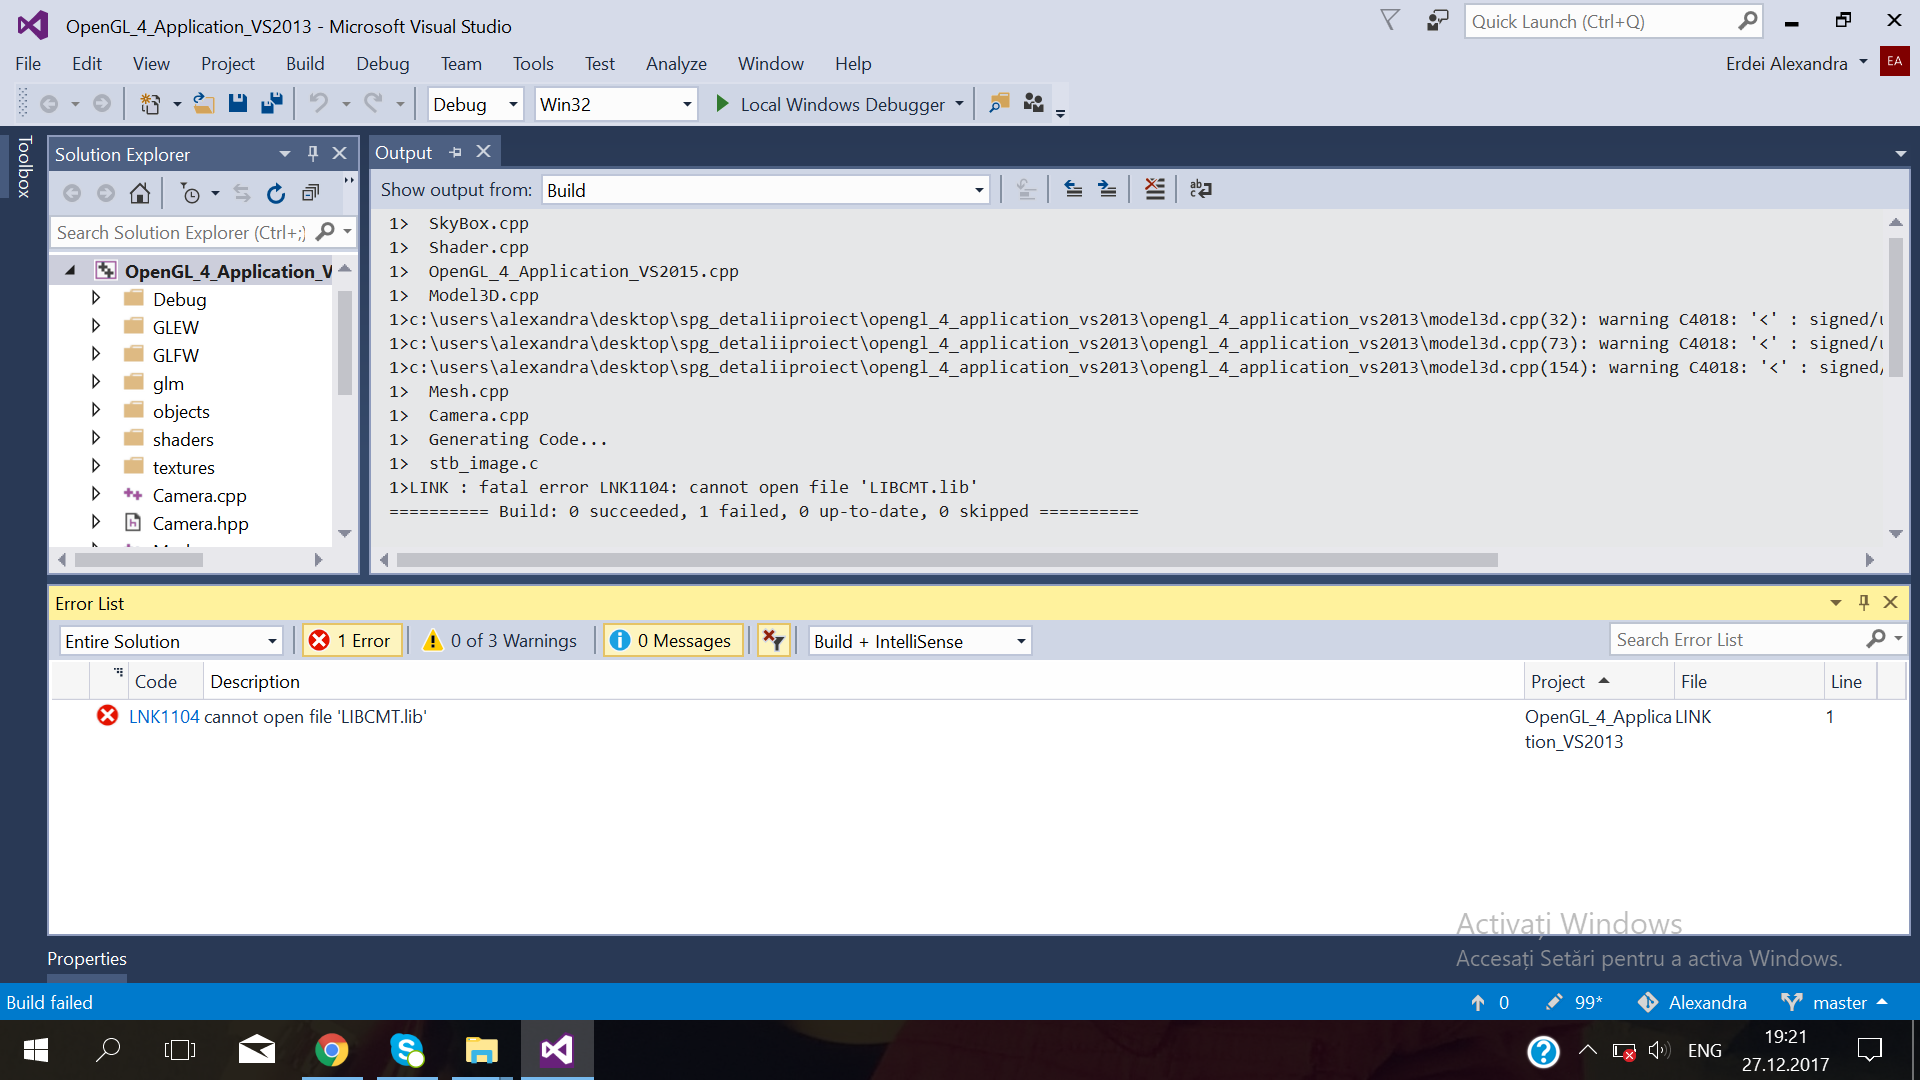 OpenGL_4_Application_VS2013 - Microsoft Visual Studio
Quick Launch (Ctrl+Q)
File Edit View Project Build Debug Team Tools Test Analyze Window Help
Erdei Alexandra EA
Debug Win32 Local Windows Debugger
Toolbox
Solution Explorer
Search Solution Explorer (Ctrl+;)
OpenGL_4_Application_V
Debug
GLEW
GLFW
glm
objects
shaders
textures
Camera.cpp
Camera.hpp
Output
Show output from: Build
1> SkyBox.cpp
1> Shader.cpp
1> OpenGL_4_Application_VS2015.cpp
1> Model3D.cpp
1>c:\users\alexandra\desktop\spg_detaliiproiect\opengl_4_application_vs2013\opengl_4_application_vs2013\model3d.cpp(32): warning C4018: '<' : signed/u
1>c:\users\alexandra\desktop\spg_detaliiproiect\opengl_4_application_vs2013\opengl_4_application_vs2013\model3d.cpp(73): warning C4018: '<' : signed/u
1>c:\users\alexandra\desktop\spg_detaliiproiect\opengl_4_application_vs2013\opengl_4_application_vs2013\model3d.cpp(154): warning C4018: '<' : signed/
1> Mesh.cpp
1> Camera.cpp
1> Generating Code...
1> stb_image.c
1>LINK : fatal error LNK1104: cannot open file 'LIBCMT.lib'
========== Build: 0 succeeded, 1 failed, 0 up-to-date, 0 skipped ==========
Error List
Entire Solution 1 Error 0 of 3 Warnings 0 Messages Build + IntelliSense
Search Error List
Code Description Project File Line
LNK1104 cannot open file 'LIBCMT.lib' OpenGL_4_Applica LINK 1
tion_VS2013
Activați Windows
Accesați Setări pentru a activa Windows.
Properties
Build failed
0 99* Alexandra master
ENG
19:21
27.12.2017